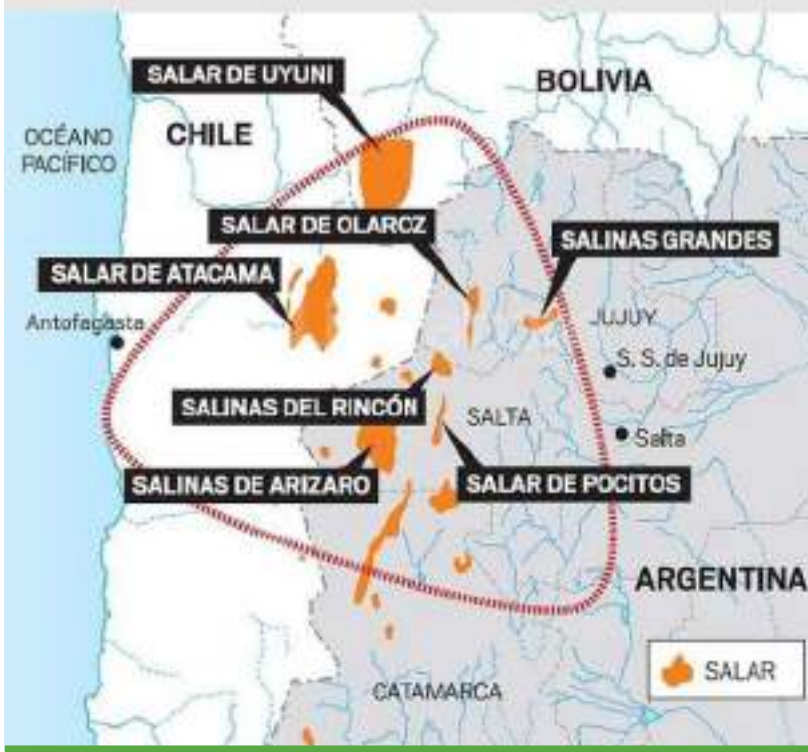 SALAR DE UYUNI
BOLIVIA
OCÉANO
PACÍFICO
CHILE
SALAR DE OLAROZ
SALINAS GRANDES
SALAR DE ATACAMA
Antofagasta
JUJUY
S. S. de Jujuy
SALINAS DEL RINCÓN
SALTA
Salta
SALINAS DE ARIZARO
SALAR DE POCITOS
ARGENTINA
SALAR
CATAMARCA